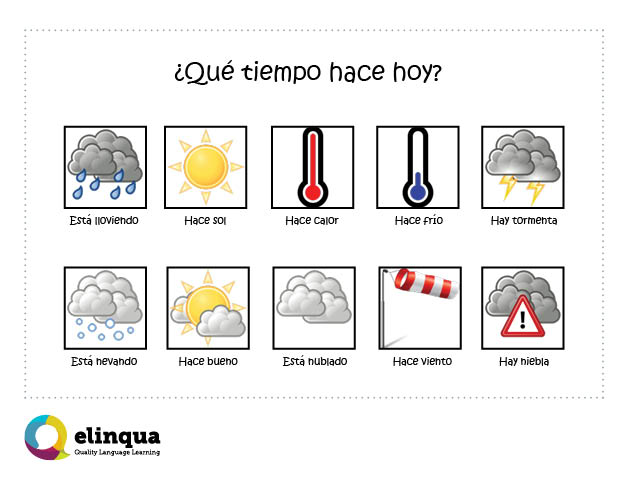 ¿Qué tiempo hace hoy?
Está lloviendo Hace sol Hace calor Hace frío Hay tormenta
Está nevando Hace bueno Está nublado Hace viento Hay niebla
elinqua
Quality Language Learning